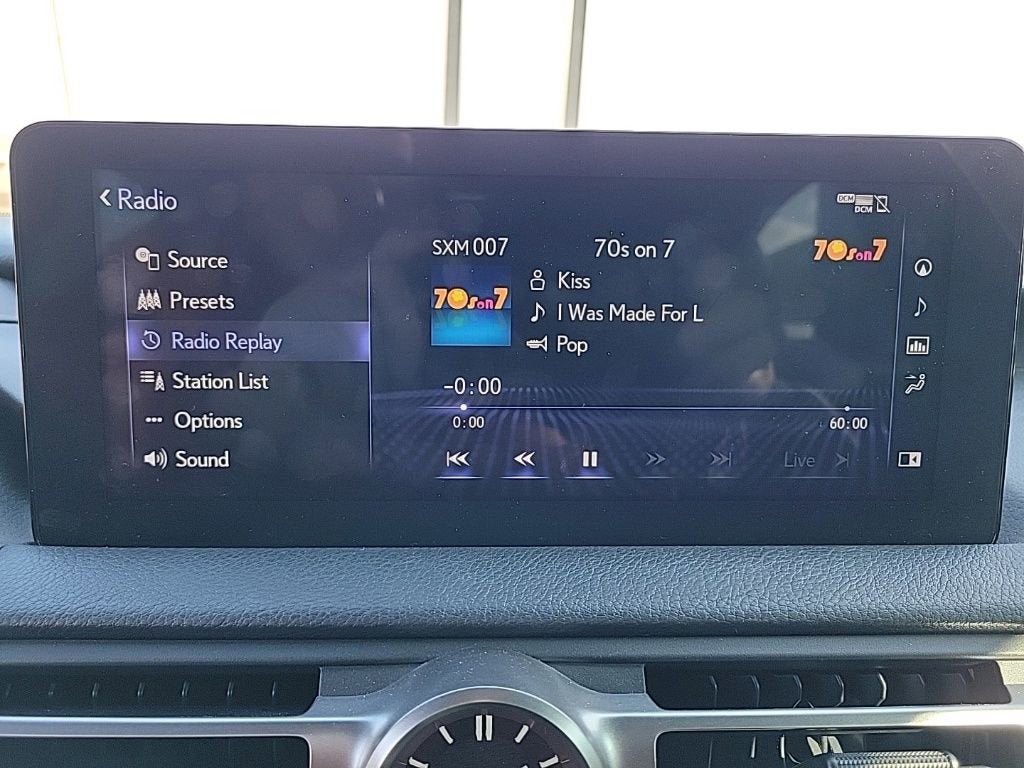 Radio
DCM
DCM
Source
Presets
Radio Replay
Station List
Options
Sound
SXM 007
70s on 7
70s on 7
70s on 7
Kiss
I Was Made For L
Pop
-0:00
0:00
60:00
Live